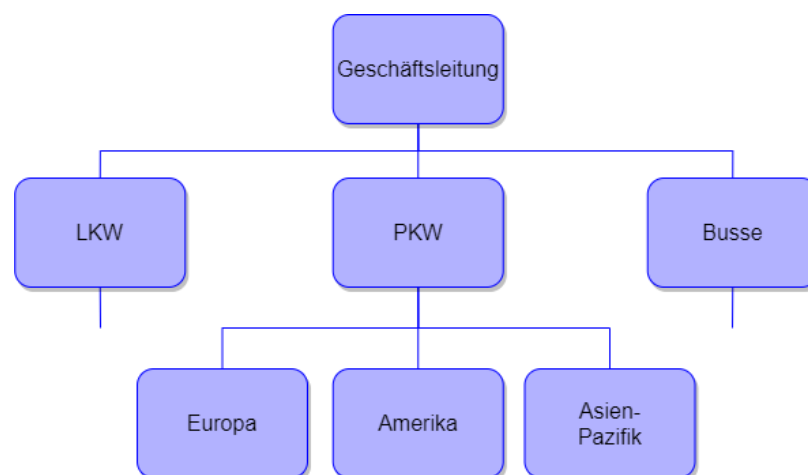 Geschäftsleitung
LKW
PKW
Busse
Europa
Amerika
Asien-
Pazifik